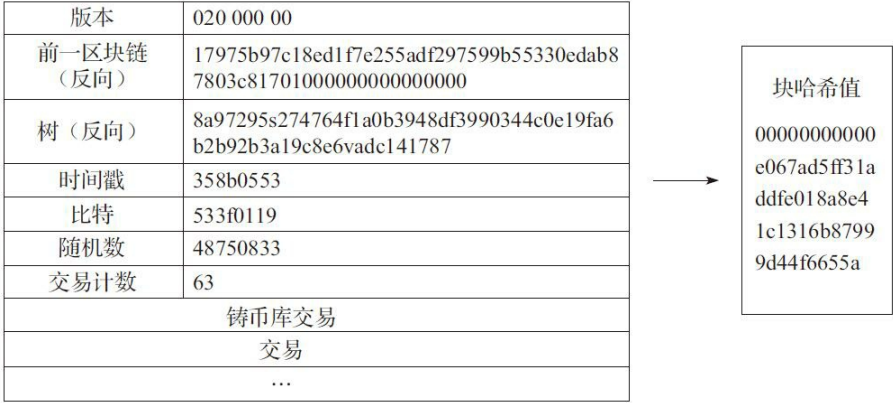 版本 020 000 00
前一区块链
（反向）
17975b97c18ed1f7e255adf297599b55330edab8
7803c81701000000000000000
树（反向）
8a97295s274764f1a0b3948df3990344c0e19fa6
b2b92b3a19c8e6vadc141787
时间戳 358b0553
比特 533f0119
随机数 48750833
交易计数 63
铸币库交易
交易
…
块哈希值
00000000000
e067ad5ff31a
ddfe018a8e4
1c1316b8799
9d44f6655a